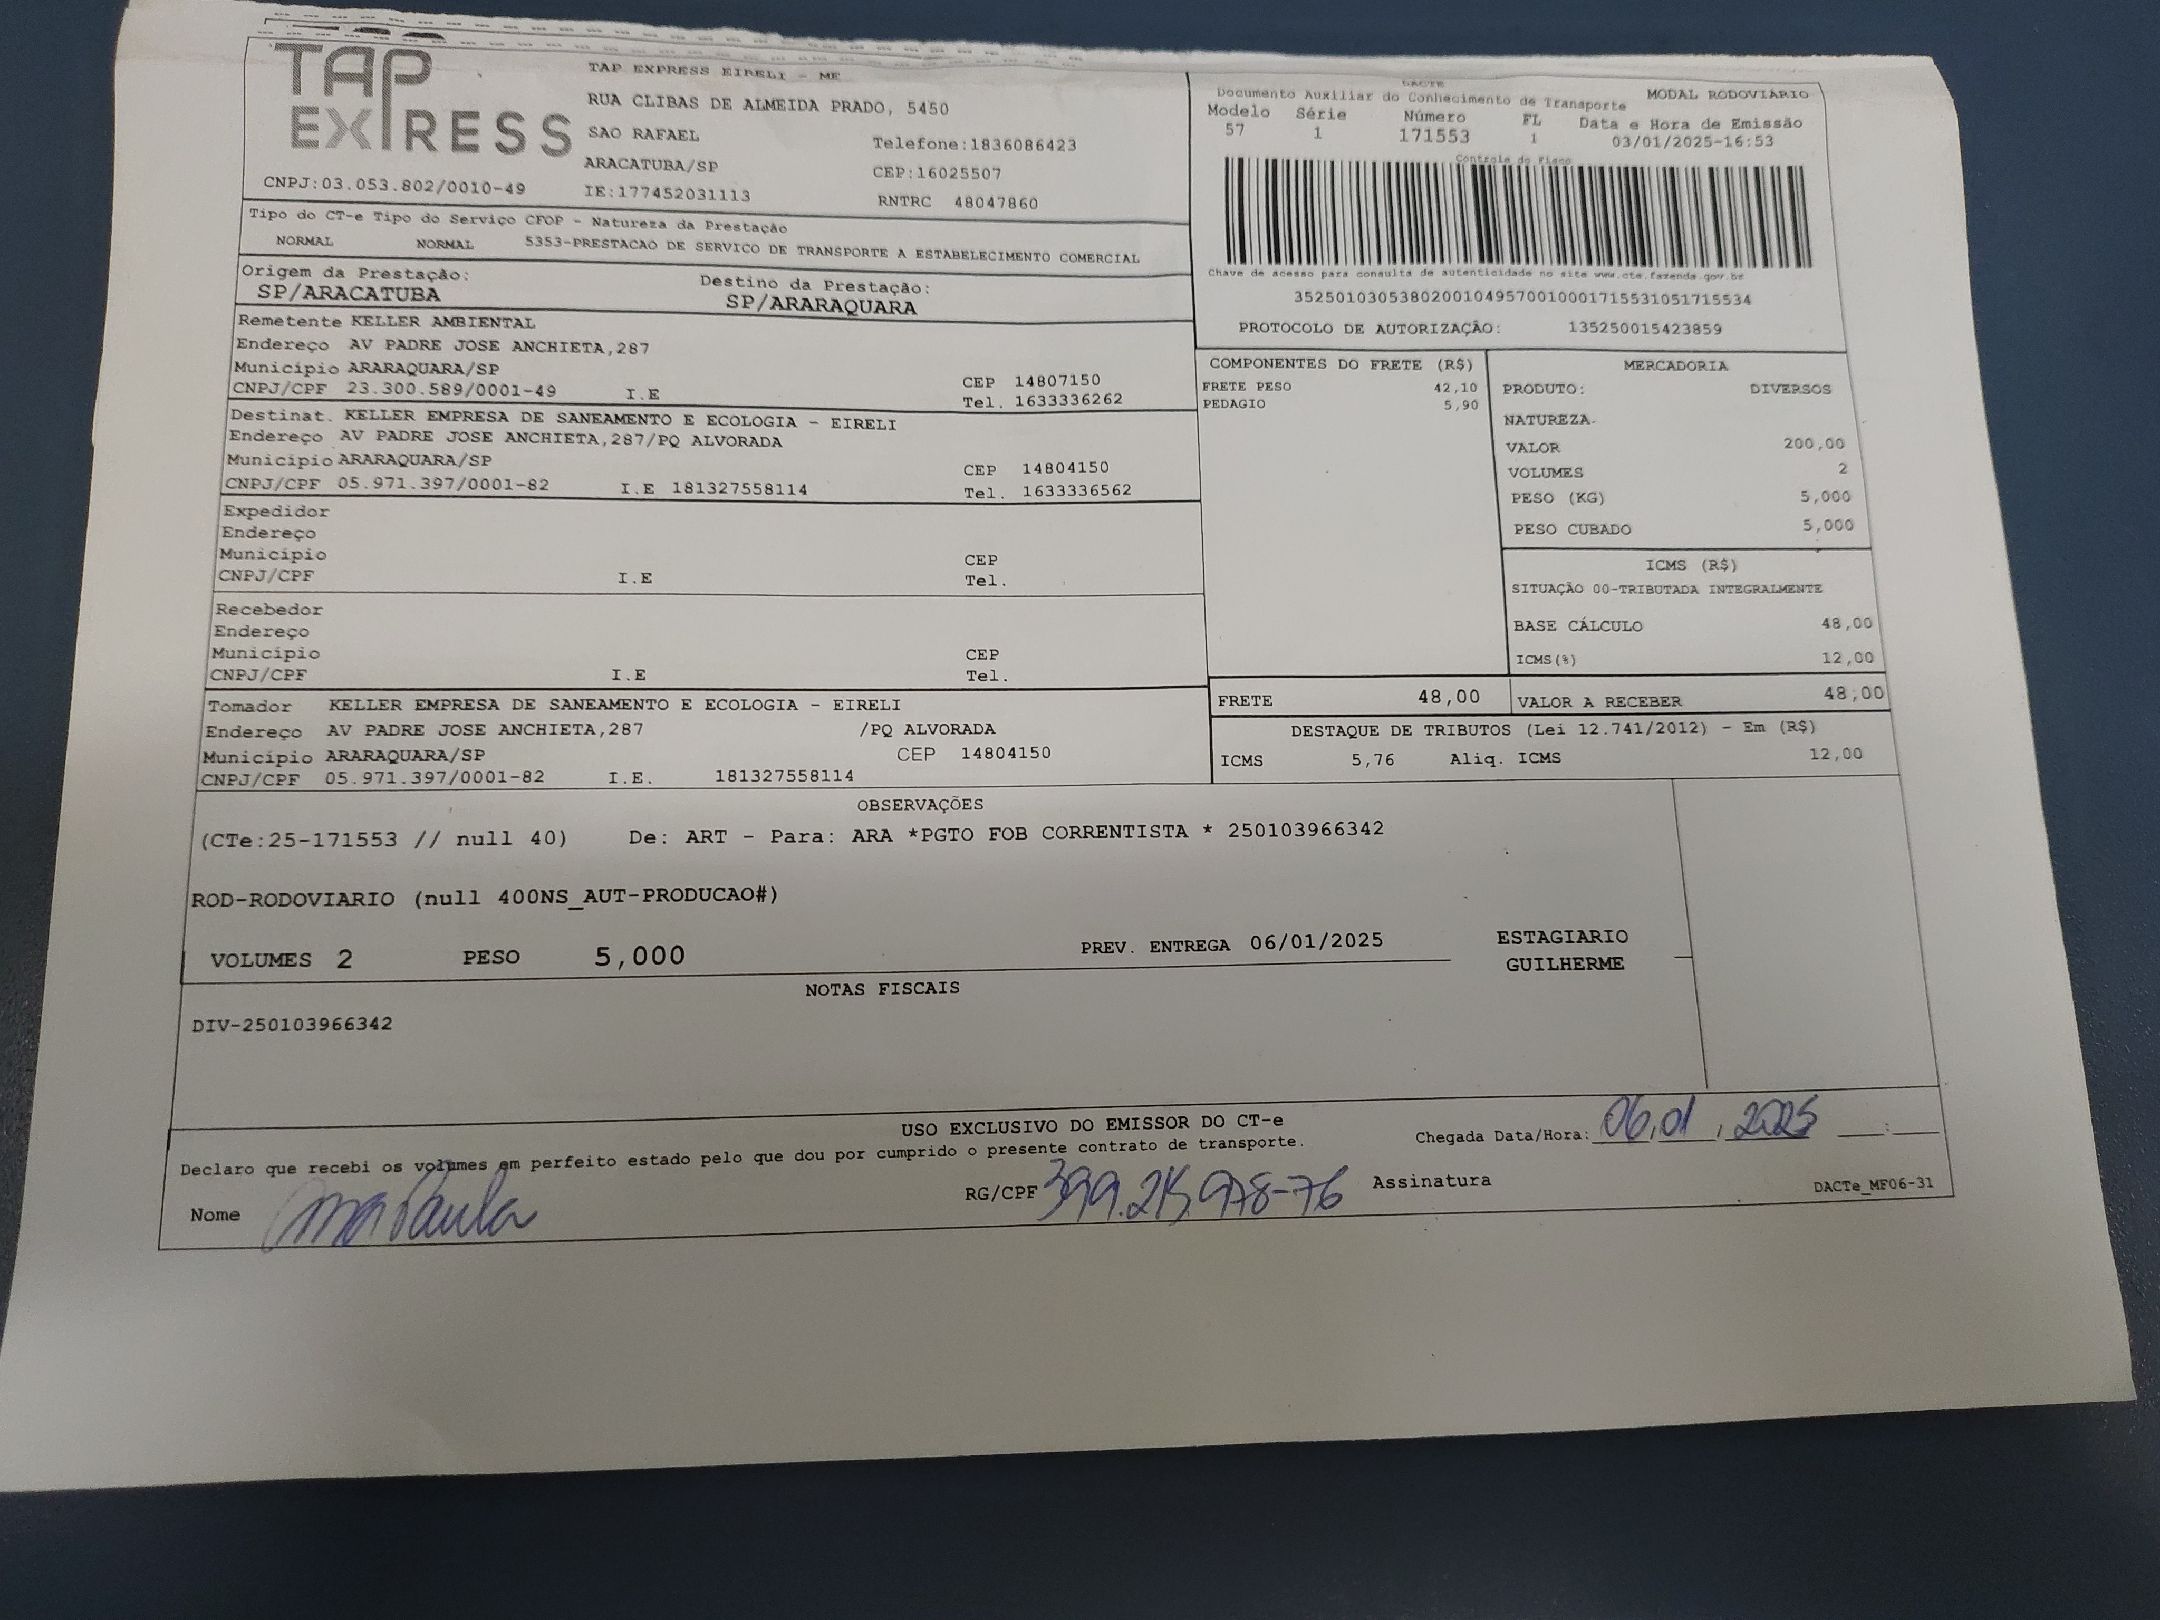 TAP EXPRESS
TAP EXPRESS EIRELI - ME
RUA CLIBAS DE ALMEIDA PRADO, 5450
SAO RAFAEL Telefone:1836086423
ARACATUBA/SP CEP:16025507
CNPJ:03.053.802/0010-49 IE:177452031113 RNTRC 48047860
DACTE
Documento Auxiliar do Conhecimento de Transporte MODAL RODOVIÁRIO
Modelo Série Número FL Data e Hora de Emissão
57 1 171553 1 03/01/2025-16:53
Controle do Fisco
Chave de acesso para consulta de autenticidade no site www.cte.fazenda.gov.br
35250103053802001049570010001715531051715534
PROTOCOLO DE AUTORIZAÇÃO: 135250015423859
Tipo do CT-e Tipo do Serviço CFOP - Natureza da Prestação
NORMAL NORMAL 5353-PRESTACAO DE SERVICO DE TRANSPORTE A ESTABELECIMENTO COMERCIAL
Origem da Prestação: Destino da Prestação:
SP/ARACATUBA SP/ARARAQUARA
Remetente KELLER AMBIENTAL
Endereço AV PADRE JOSE ANCHIETA,287
Município ARARAQUARA/SP CEP 14807150
CNPJ/CPF 23.300.589/0001-49 I.E Tel. 1633336262
Destinat. KELLER EMPRESA DE SANEAMENTO E ECOLOGIA - EIRELI
Endereço AV PADRE JOSE ANCHIETA,287/PQ ALVORADA
Município ARARAQUARA/SP CEP 14804150
CNPJ/CPF 05.971.397/0001-82 I.E 181327558114 Tel. 1633336562
Expedidor
Endereço
Município CEP
CNPJ/CPF I.E Tel.
Recebedor
Endereço
Município CEP
CNPJ/CPF I.E Tel.
Tomador KELLER EMPRESA DE SANEAMENTO E ECOLOGIA - EIRELI
Endereço AV PADRE JOSE ANCHIETA,287 /PQ ALVORADA
Município ARARAQUARA/SP CEP 14804150
CNPJ/CPF 05.971.397/0001-82 I.E. 181327558114
COMPONENTES DO FRETE (R$)
FRETE PESO 42,10
PEDAGIO 5,90
MERCADORIA
PRODUTO: DIVERSOS
NATUREZA.
VALOR 200,00
VOLUMES 2
PESO (KG) 5,000
PESO CUBADO 5,000
ICMS (R$)
SITUAÇÃO 00-TRIBUTADA INTEGRALMENTE
BASE CÁLCULO 48,00
ICMS(%) 12,00
FRETE 48,00 VALOR A RECEBER 48,00
DESTAQUE DE TRIBUTOS (Lei 12.741/2012) - Em (R$)
ICMS 5,76 Aliq. ICMS 12,00
OBSERVAÇÕES
(CTe:25-171553 // null 40) De: ART - Para: ARA *PGTO FOB CORRENTISTA * 250103966342
ROD-RODOVIARIO (null 400NS_AUT-PRODUCAO#)
VOLUMES 2 PESO 5,000 PREV. ENTREGA 06/01/2025 ESTAGIARIO
GUILHERME
NOTAS FISCAIS
DIV-250103966342
USO EXCLUSIVO DO EMISSOR DO CT-e
Declaro que recebi os volumes em perfeito estado pelo que dou por cumprido o presente contrato de transporte. Chegada Data/Hora: 06,01,2025 __:__
Nome Ana Paula RG/CPF 399.215.978-76 Assinatura DACTe_MF06-31